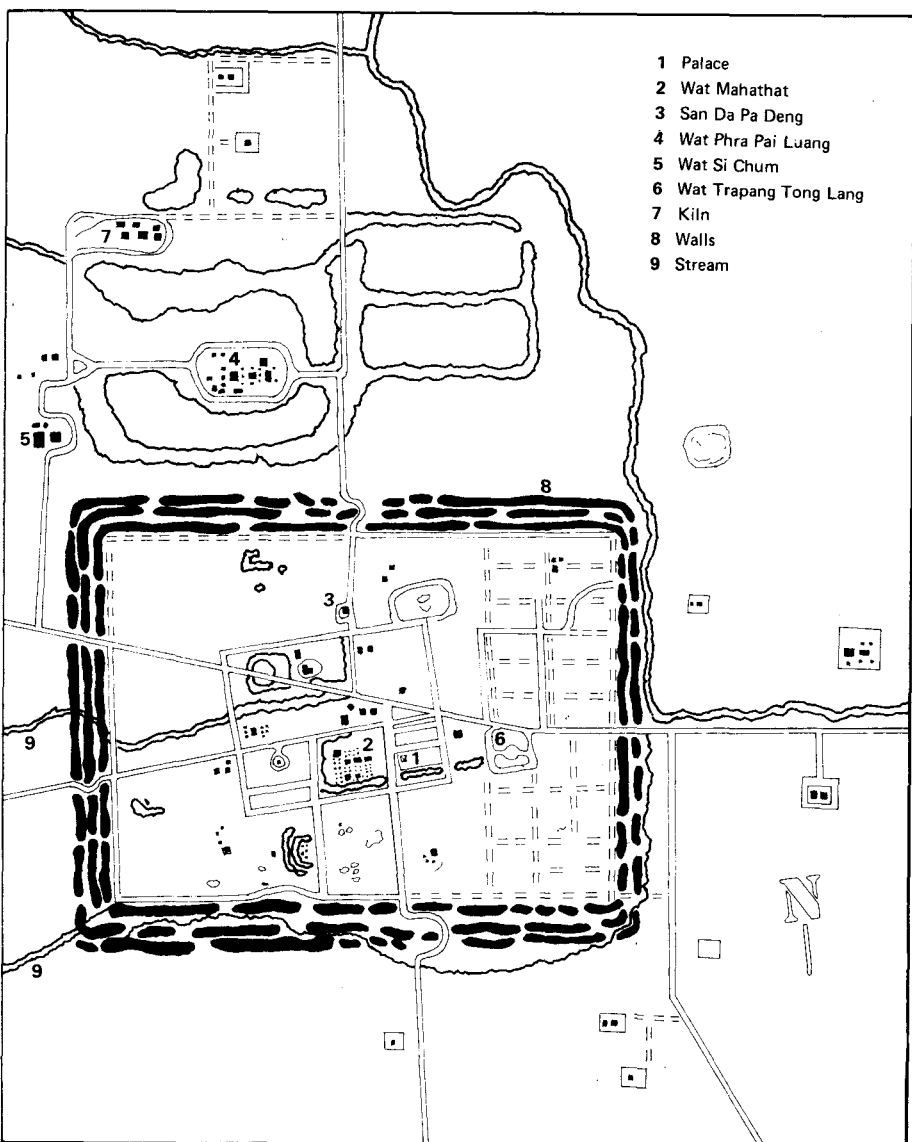 1 Palace
2 Wat Mahathat
3 San Da Pa Deng
4 Wat Phra Pai Luang
5 Wat Si Chum
6 Wat Trapang Tong Lang
7 Kiln
8 Walls
9 Stream
7
4
5
8
3
9
2
1
6
N
9